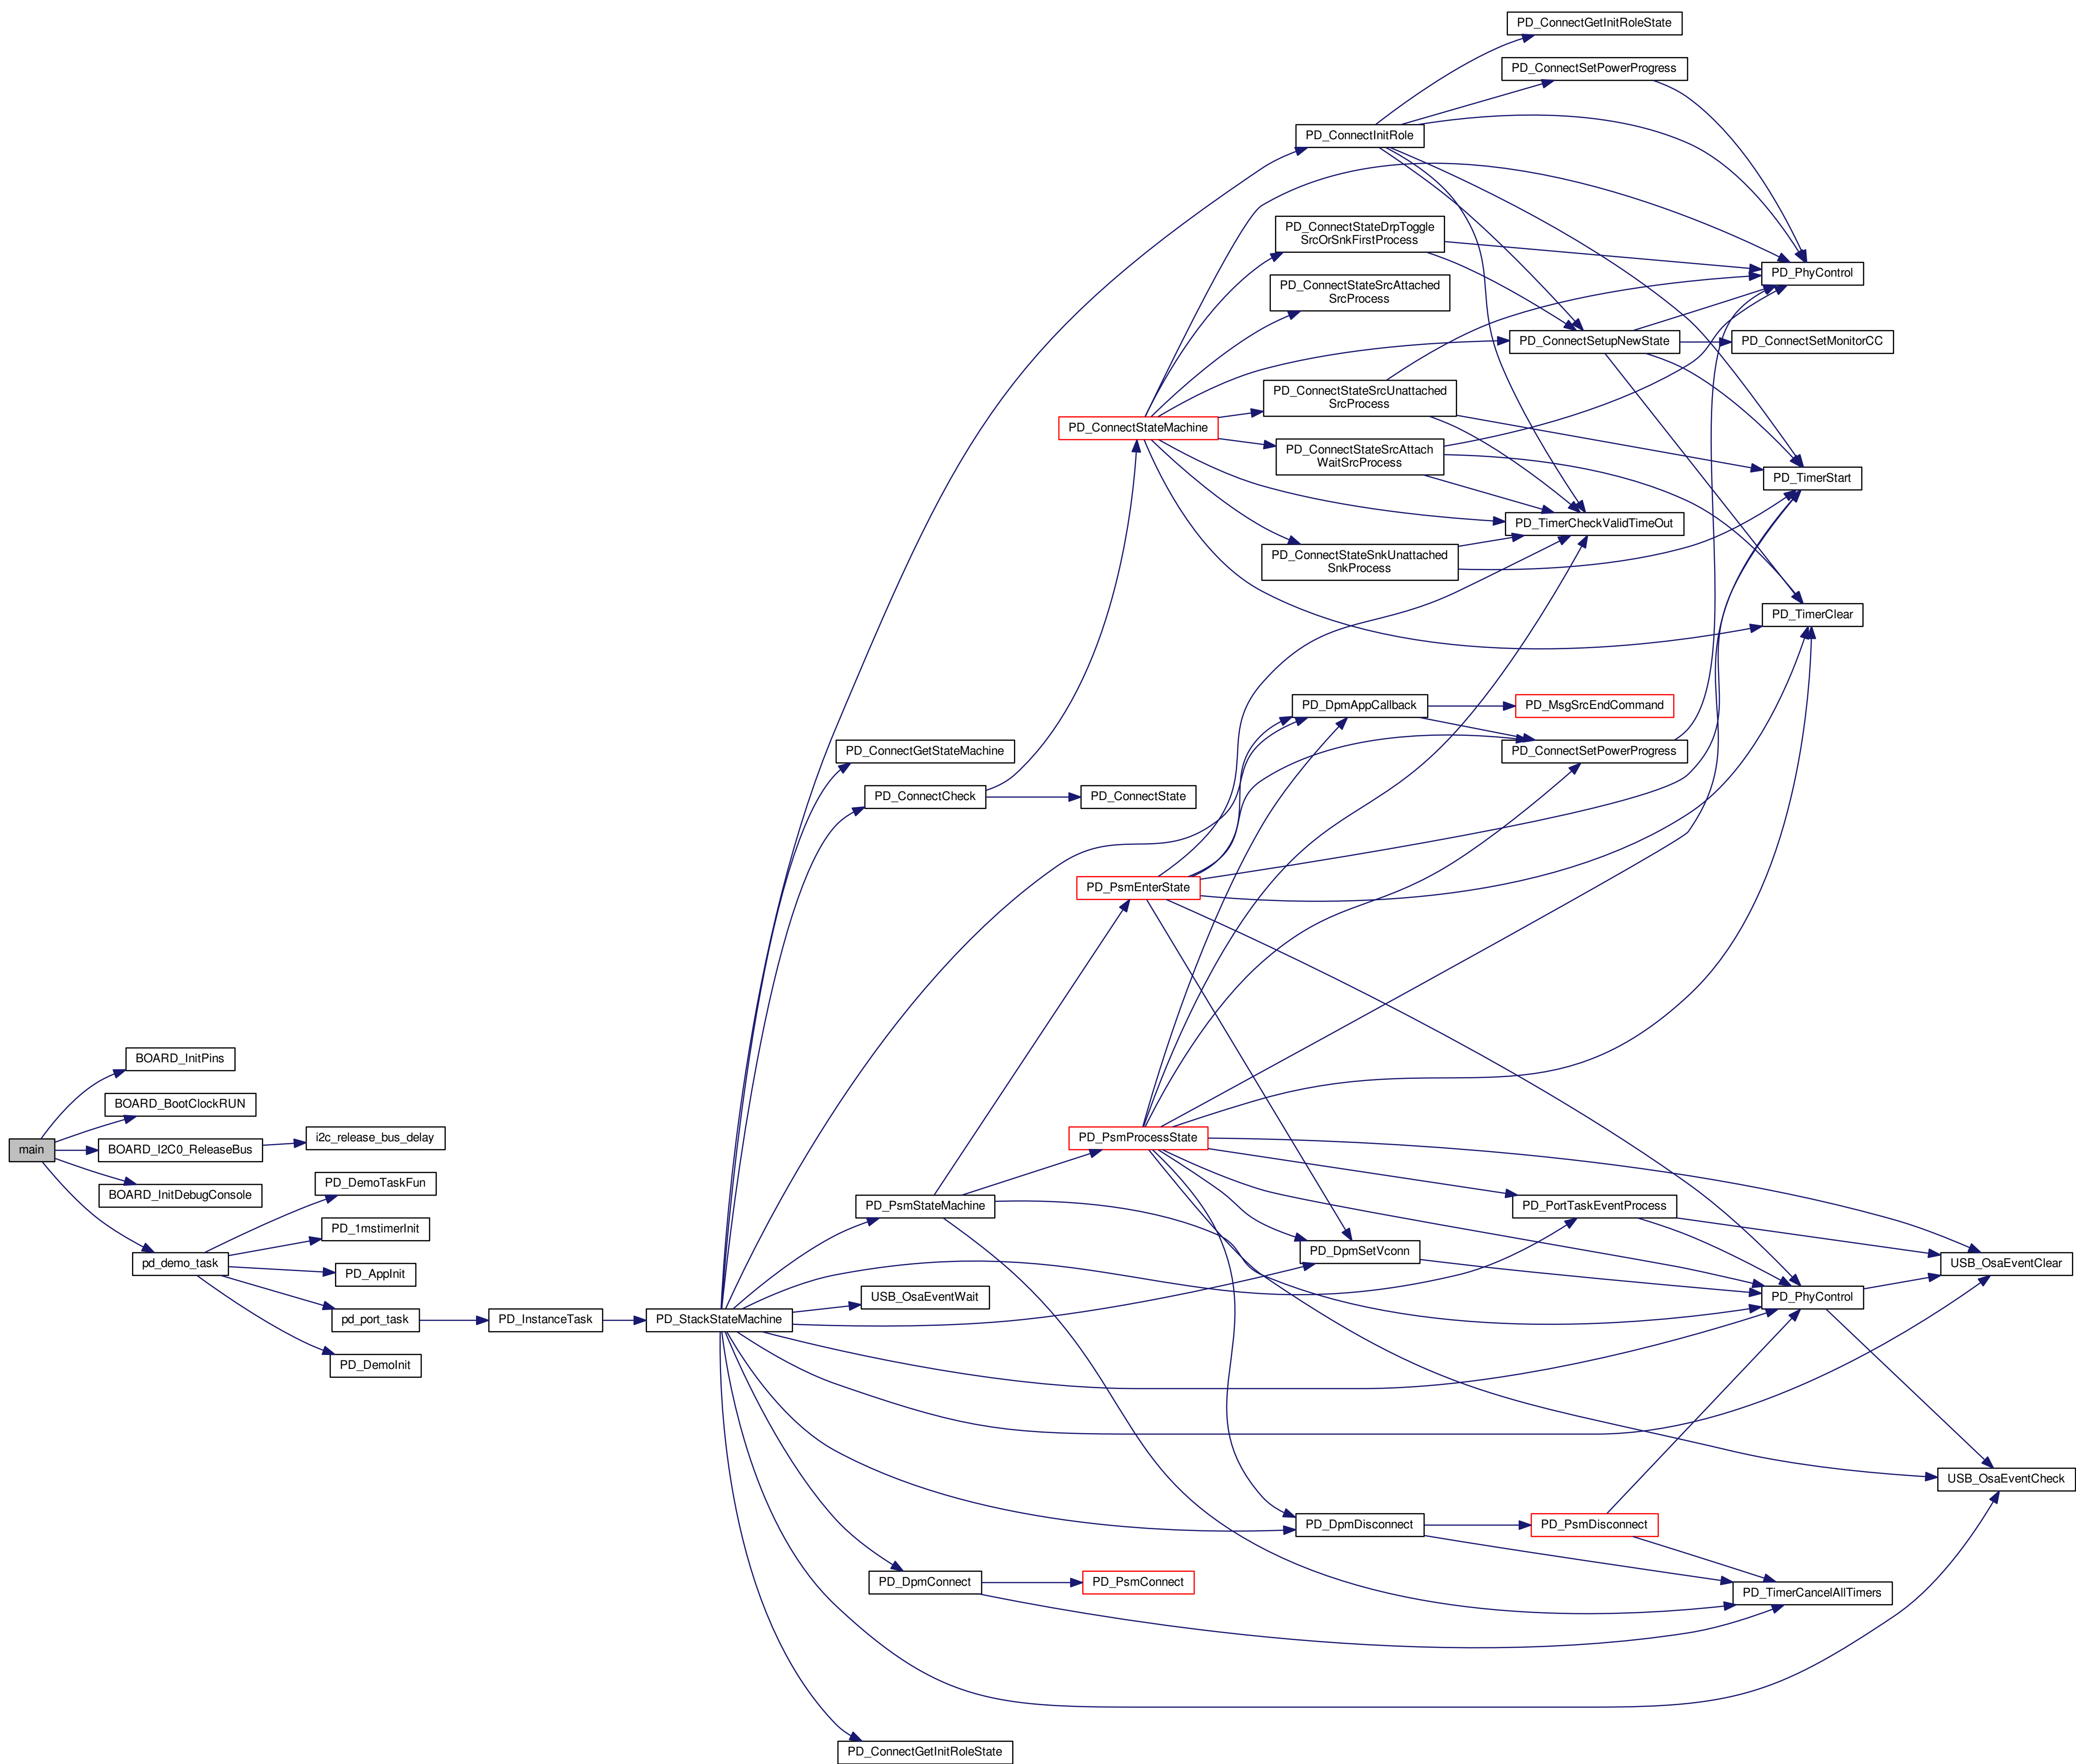 PD_ConnectGetInitRoleState
PD_ConnectSetPowerProgress
PD_ConnectInitRole
PD_ConnectStateDrpToggle
SrcOrSnkFirstProcess
PD_PhyControl
PD_ConnectStateSrcAttached
SrcProcess
PD_ConnectSetupNewState
PD_ConnectSetMonitorCC
PD_ConnectStateSrcUnattached
SrcProcess
PD_ConnectStateMachine
PD_ConnectStateSrcAttach
WaitSrcProcess
PD_TimerStart
PD_TimerCheckValidTimeOut
PD_ConnectStateSnkUnattached
SnkProcess
PD_TimerClear
PD_DpmAppCallback
PD_MsgSrcEndCommand
PD_ConnectGetStateMachine
PD_ConnectSetPowerProgress
PD_ConnectCheck
PD_ConnectState
PD_PsmEnterState
BOARD_InitPins
BOARD_BootClockRUN
PD_PsmProcessState
i2c_release_bus_delay
main
BOARD_I2C0_ReleaseBus
PD_DemoTaskFun
BOARD_InitDebugConsole
PD_PsmStateMachine
PD_PortTaskEventProcess
PD_1mstimerInit
PD_DpmSetVconn
pd_demo_task
USB_OsaEventClear
PD_AppInit
USB_OsaEventWait
PD_PhyControl
pd_port_task
PD_InstanceTask
PD_StackStateMachine
PD_DemoInit
USB_OsaEventCheck
PD_DpmDisconnect
PD_PsmDisconnect
PD_DpmConnect
PD_PsmConnect
PD_TimerCancelAllTimers
PD_ConnectGetInitRoleState